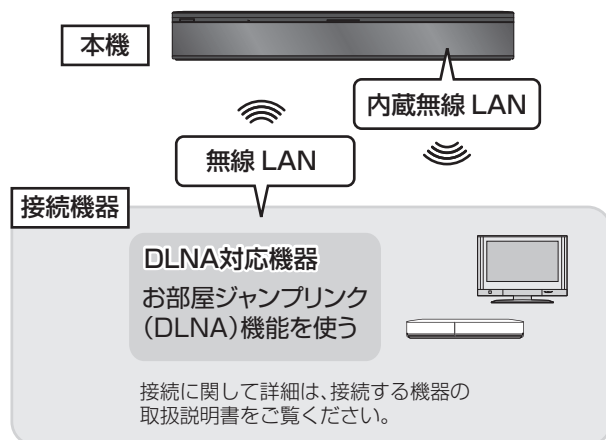 本機
内蔵無線 LAN
無線 LAN
接続機器
DLNA対応機器
お部屋ジャンプリンク
（DLNA）機能を使う
接続に関して詳細は、接続する機器の
取扱説明書をご覧ください。